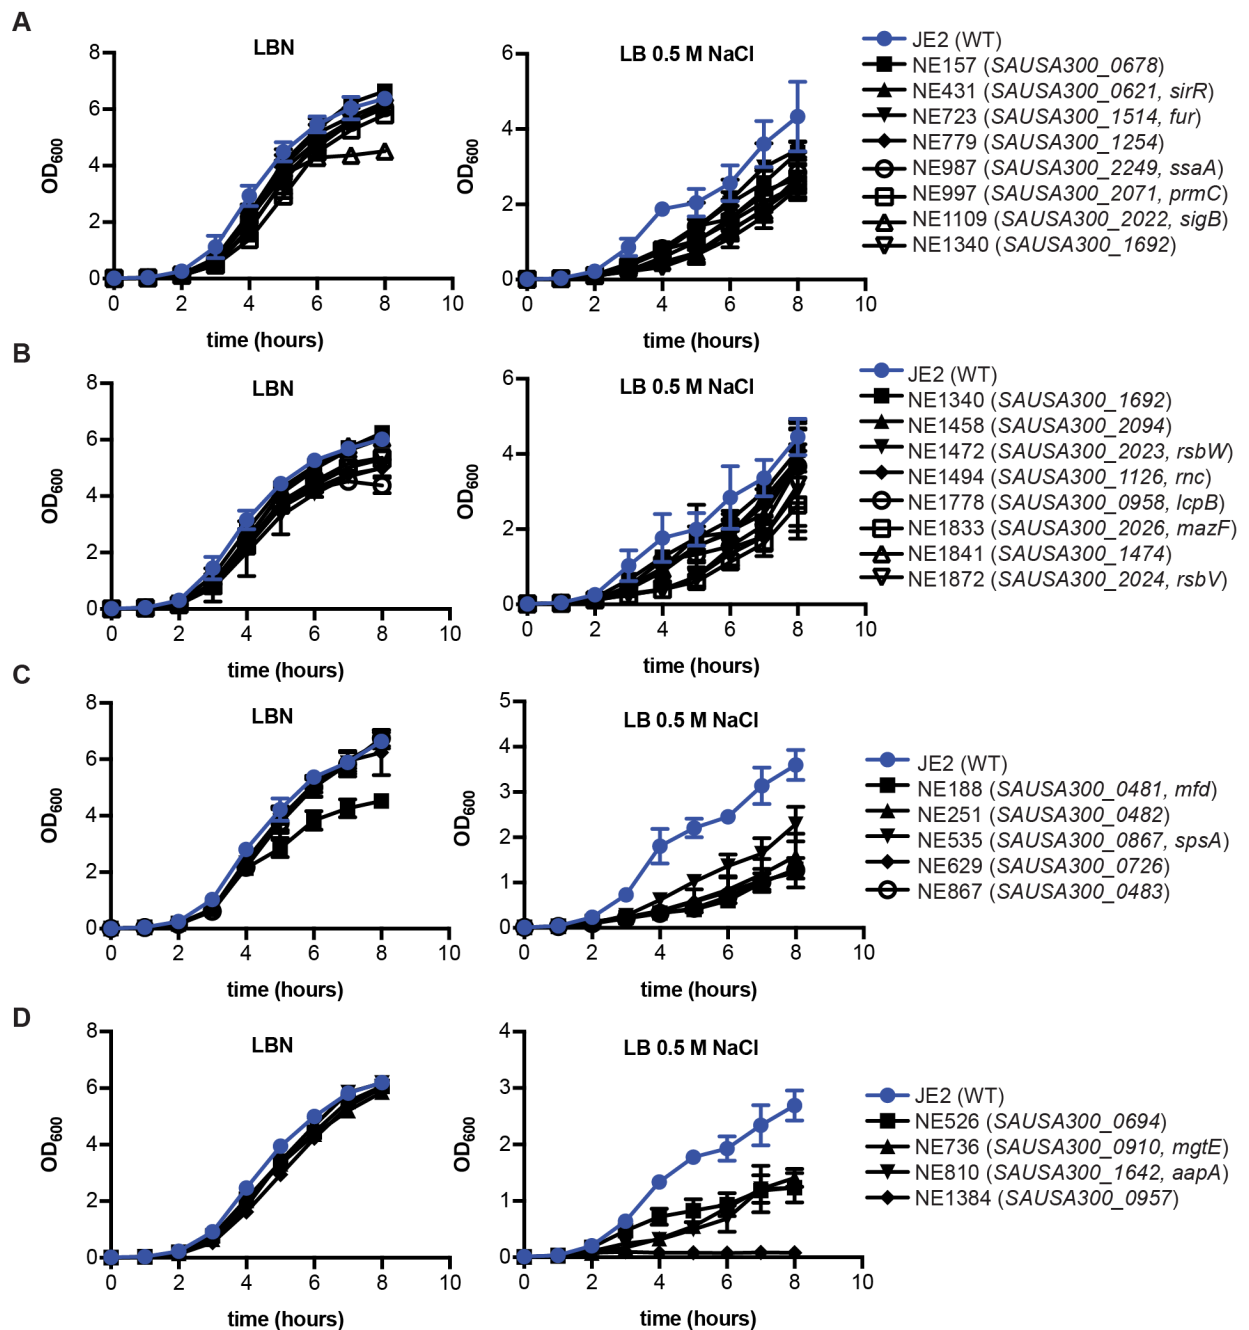 A
LBN
OD600
8
6
4
2
0
0 2 4 6 8 10
time (hours)
LB 0.5 M NaCl
OD600
6
4
2
0
0 2 4 6 8 10
time (hours)
JE2 (WT)
NE157 (SAUSA300_0678)
NE431 (SAUSA300_0621, sirR)
NE723 (SAUSA300_1514, fur)
NE779 (SAUSA300_1254)
NE987 (SAUSA300_2249, ssaA)
NE997 (SAUSA300_2071, prmC)
NE1109 (SAUSA300_2022, sigB)
NE1340 (SAUSA300_1692)
B
LBN
OD600
8
6
4
2
0
0 2 4 6 8 10
time (hours)
LB 0.5 M NaCl
OD600
6
4
2
0
0 2 4 6 8 10
time (hours)
JE2 (WT)
NE1340 (SAUSA300_1692)
NE1458 (SAUSA300_2094)
NE1472 (SAUSA300_2023, rsbW)
NE1494 (SAUSA300_1126, rnc)
NE1778 (SAUSA300_0958, lcpB)
NE1833 (SAUSA300_2026, mazF)
NE1841 (SAUSA300_1474)
NE1872 (SAUSA300_2024, rsbV)
C
LBN
OD600
8
6
4
2
0
0 2 4 6 8 10
time (hours)
LB 0.5 M NaCl
OD600
5
4
3
2
1
0
0 2 4 6 8 10
time (hours)
JE2 (WT)
NE188 (SAUSA300_0481, mfd)
NE251 (SAUSA300_0482)
NE535 (SAUSA300_0867, spsA)
NE629 (SAUSA300_0726)
NE867 (SAUSA300_0483)
D
LBN
OD600
8
6
4
2
0
0 2 4 6 8 10
time (hours)
LB 0.5 M NaCl
OD600
4
3
2
1
0
0 2 4 6 8 10
time (hours)
JE2 (WT)
NE526 (SAUSA300_0694)
NE736 (SAUSA300_0910, mgtE)
NE810 (SAUSA300_1642, aapA)
NE1384 (SAUSA300_0957)